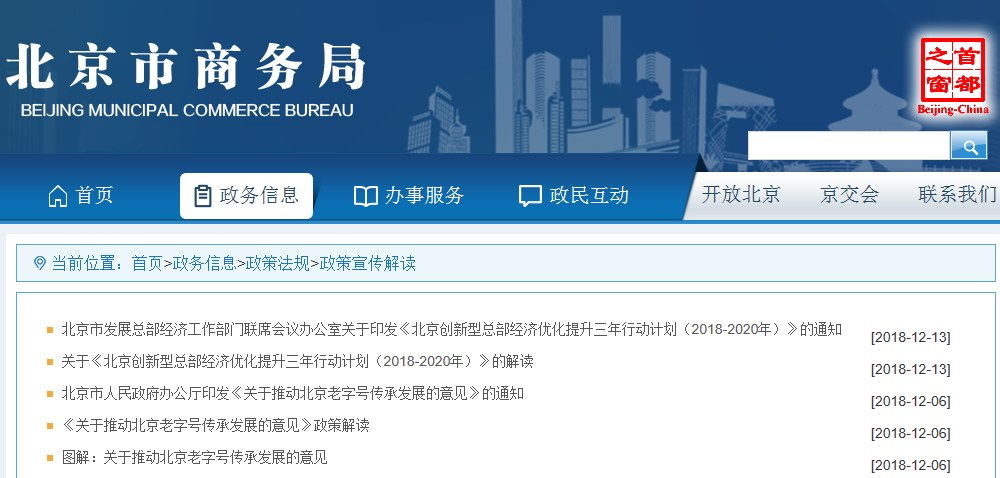 北京市商务局
BEIJING MUNICIPAL COMMERCE BUREAU
首都
之窗
Beijing-China
首页 政务信息 办事服务 政民互动 开放北京 京交会 联系我们
当前位置：首页>政务信息>政策法规>政策宣传解读
北京市发展总部经济工作部门联席会议办公室关于印发《北京创新型总部经济优化提升三年行动计划（2018-2020年）》的通知 [2018-12-13]
关于《北京创新型总部经济优化提升三年行动计划（2018-2020年）》的解读 [2018-12-13]
北京市人民政府办公厅印发《关于推动北京老字号传承发展的意见》的通知 [2018-12-06]
《关于推动北京老字号传承发展的意见》政策解读 [2018-12-06]
图解：关于推动北京老字号传承发展的意见 [2018-12-06]